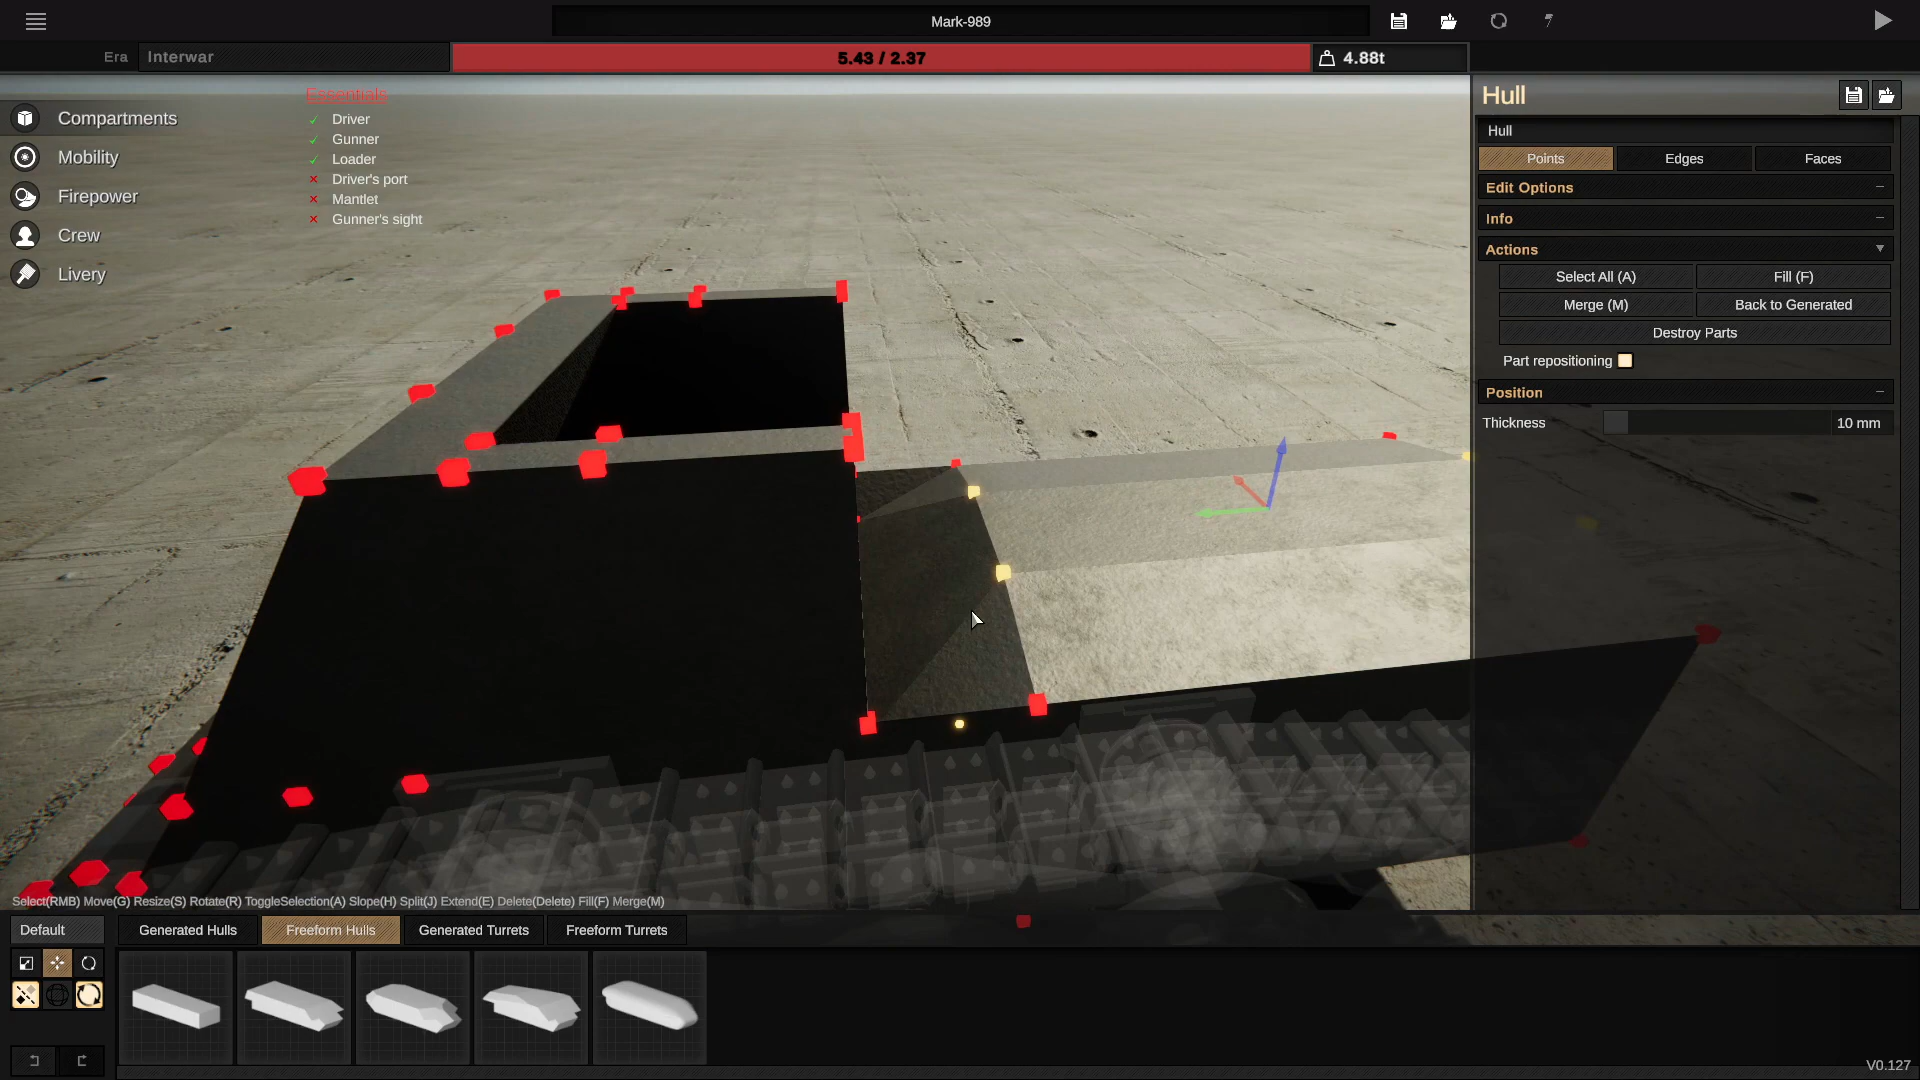 Mark-989
Era Interwar
5.43 / 2.37
4.88t
Compartments
Mobility
Firepower
Crew
Livery
Essentials
✓ Driver
✓ Gunner
✓ Loader
✕ Driver's port
✕ Mantlet
✕ Gunner's sight
Hull
Hull
Points Edges Faces
Edit Options
Info
Actions
Select All (A) Fill (F)
Merge (M) Back to Generated
Destroy Parts
Part repositioning
Position
Thickness 10 mm
Select(RMB) Move(G) Resize(S) Rotate(R) ToggleSelection(A) Slope(H) Split(J) Extend(E) Delete(Delete) Fill(F) Merge(M)
Default
Generated Hulls Freeform Hulls Generated Turrets Freeform Turrets
V0.127